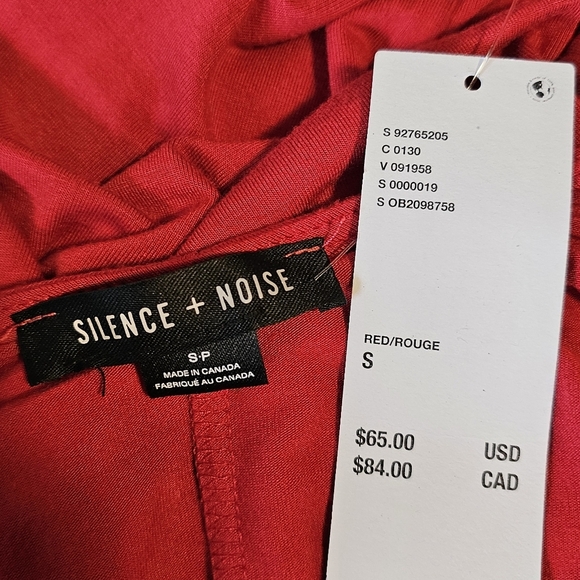 SILENCE + NOISE
S·P
MADE IN CANADA
FABRIQUÉ AU CANADA
S 92765205
C 0130
V 091958
S 0000019
S OB2098758
RED/ROUGE
S
$65.00 USD
$84.00 CAD